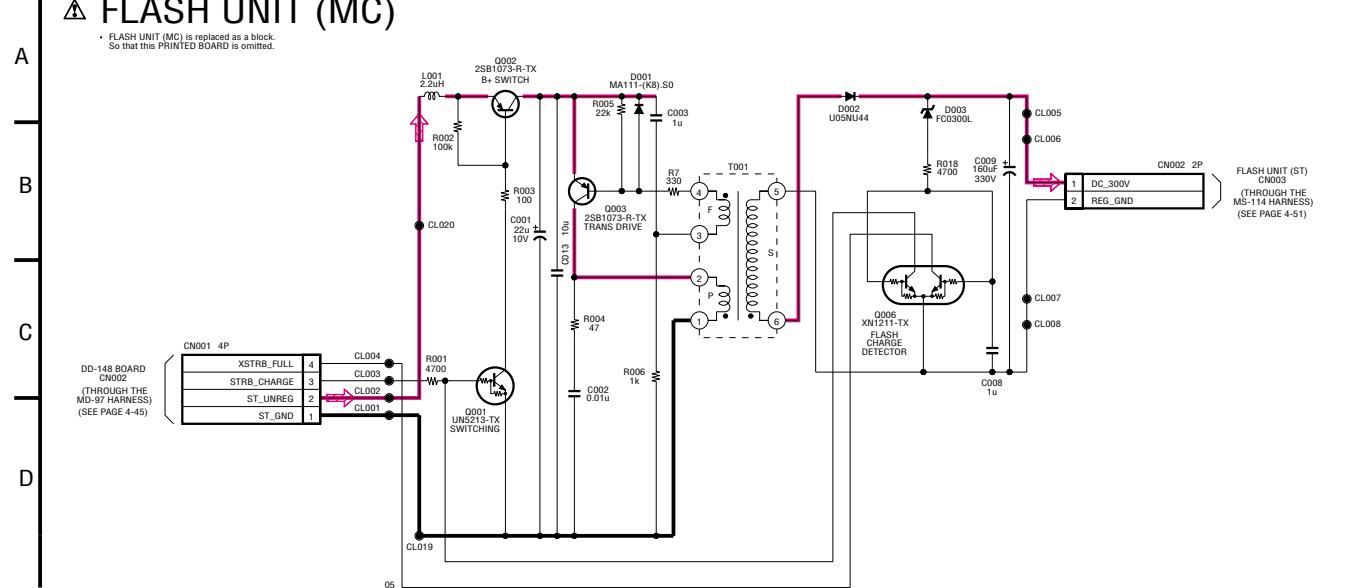 ⚠ FLASH UNIT (MC)
• FLASH UNIT (MC) is replaced as a block.
So that this PRINTED BOARD is omitted.
A
B
C
D
L001
2.2uH
Q002
2SB1073-R-TX
B+ SWITCH
R002
100k
R003
100
C001
22u
10V
+
C013 10u
D001
MA111-(K8).S0
R005
22k
C003
1u
Q003
2SB1073-R-TX
TRANS DRIVE
R7
330
T001
4
F
3
2
P
1
5
S
6
R004
47
C002
0.01u
R006
1k
D002
U05NU44
D003
FC0300L
R018
4700
C009
160uF
330V
+
CL005
CL006
CN002 2P
1 DC_300V
2 REG_GND
FLASH UNIT (ST)
CN003
(THROUGH THE
MS-114 HARNESS)
(SEE PAGE 4-51)
CL007
CL008
Q006
XN1211-TX
FLASH
CHARGE
DETECTOR
C008
1u
CL020
DD-148 BOARD
CN002
(THROUGH THE
MD-97 HARNESS)
(SEE PAGE 4-45)
CN001 4P
XSTRB_FULL 4
STRB_CHARGE 3
ST_UNREG 2
ST_GND 1
CL004
CL003
CL002
CL001
R001
4700
Q001
UN5213-TX
SWITCHING
CL019
05